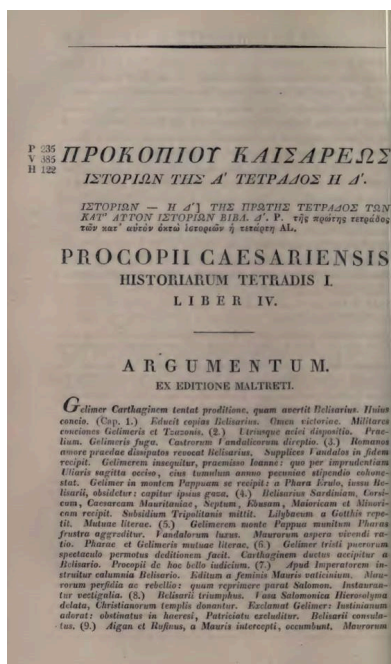 P 235
V 385
H 122
ΠΡΟΚΟΠΙΟΥ ΚΑΙΣΑΡΕΩΣ
ΙΣΤΟΡΙΩΝ ΤΗΣ Α' ΤΕΤΡΑΔΟΣ Η Δ'.
ΙΣΤΟΡΙΩΝ — Η Δ'] ΤΗΣ ΠΡΩΤΗΣ ΤΕΤΡΑΔΟΣ ΤΩΝ
ΚΑΤ' ΑΥΤΟΝ ΙΣΤΟΡΙΩΝ ΒΙΒΛ. Δ'. P. τῆς πρώτης τετράδος
τῶν κατ' αὐτὸν ὀκτὼ ἱστοριῶν ἡ τετάρτη AL.
PROCOPII CAESARIENSIS
HISTORIARUM TETRADIS I.
LIBER IV.
ARGUMENTUM.
EX EDITIONE MALTRETI.
Gelimer Carthaginem tentat proditione, quam avertit Belisarius. Huius
concio. (Cap. 1.) Educit copias Belisarius. Omen victoriae. Militares
conciones Gelimeris et Tzazonis. (2.) Utriusque aciei dispositio. Prae-
lium. Gelimeris fuga. Castrorum Vandalicorum direptio. (3.) Romanos
amore praedae dissipatos revocat Belisarius. Supplices Vandalos in fidem
recipit. Gelimerem insequitur, praemisso Ioanne: quo per imprudentiam
Uliaris sagitta occiso, eius tumulum annuo pecuniae stipendio cohone-
stat. Gelimer in montem Pappuam se recipit: a Phara Erulo, iussu Be-
lisarii, obsidetur: capitur ipsius gaza. (4.) Belisarius Sardiniam, Corsi-
cam, Caesaream Mauritaniae, Septum, Ebusam, Maioricam et Minori-
cam recipit. Subsidium Tripolitanis mittit. Lilybaeum a Gotthis repe-
tit. Mutuae literae. (5.) Gelimerem monte Pappua munitum Pharas
frustra aggreditur. Vandalorum luxus. Maurorum aspera vivendi ra-
tio. Pharae et Gelimeris mutuae literae. (6.) Gelimer tristi puerorum
spectaculo permotus deditionem facit. Carthaginem ductus accipitur a
Belisario. Procopii de hoc bello iudicium. (7.) Apud Imperatorem in-
struitur calumnia Belisario. Editum a feminis Mauris vaticinium. Mau-
rorum perfidia ac rebellio: quam reprimere parat Salomon. Instauran-
tur vectigalia. (8.) Belisarii triumphus. Vasa Salomonica Hierosolyma
delata, Christianorum templis donantur. Exclamat Gelimer: Iustinianum
adorat: obstinatus in haeresi, Patriciatu excluditur. Belisarii consula-
tus. (9.) Aigan et Rufinus, a Mauris intercepti, occumbunt. Maurorum